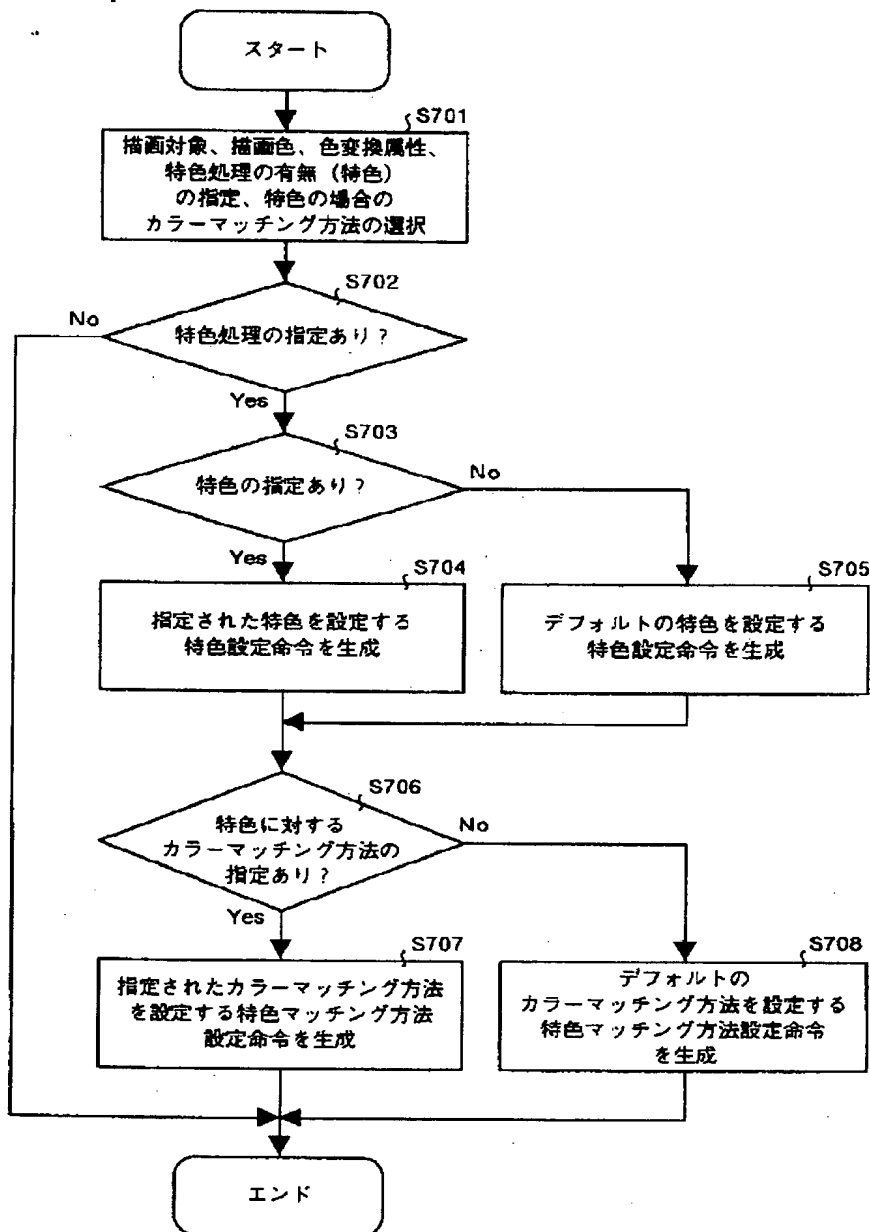 スタート
S701
描画対象、描画色、色変換属性、
特色処理の有無（特色）
の指定、特色の場合の
カラーマッチング方法の選択
S702
No
特色処理の指定あり？
Yes
S703
特色の指定あり？
No
Yes
S704
指定された特色を設定する
特色設定命令を生成
S705
デフォルトの特色を設定する
特色設定命令を生成
S706
特色に対する
カラーマッチング方法の
指定あり？
No
Yes
S707
指定されたカラーマッチング方法
を設定する特色マッチング方法
設定命令を生成
S708
デフォルトの
カラーマッチング方法を設定する
特色マッチング方法設定命令
を生成
エンド